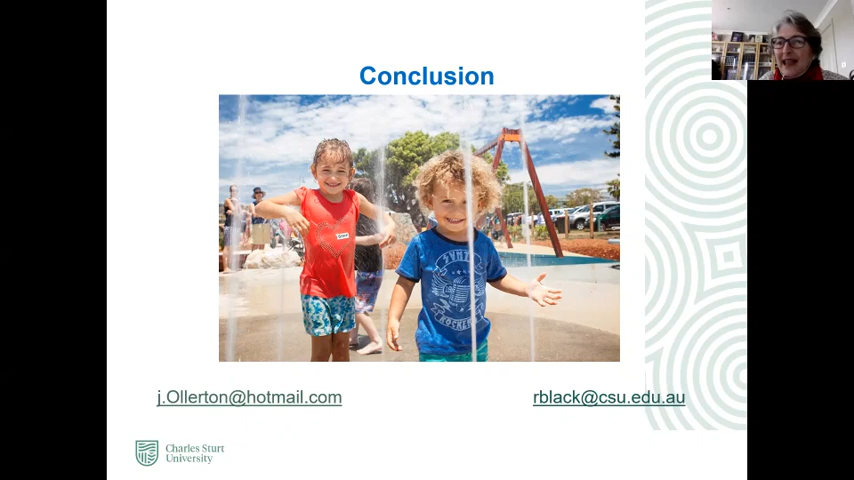 Conclusion
j.Ollerton@hotmail.com
rblack@csu.edu.au
Charles Sturt
University